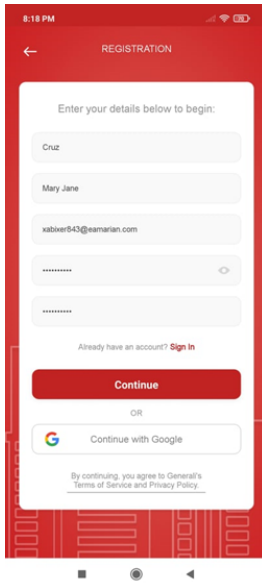 8:18 PM
REGISTRATION
Enter your details below to begin:
Cruz
Mary Jane
xabixer843@eamarian.com
••••••••••
••••••••••
Already have an account? Sign In
Continue
OR
Continue with Google
By continuing, you agree to Generali's
Terms of Service and Privacy Policy.